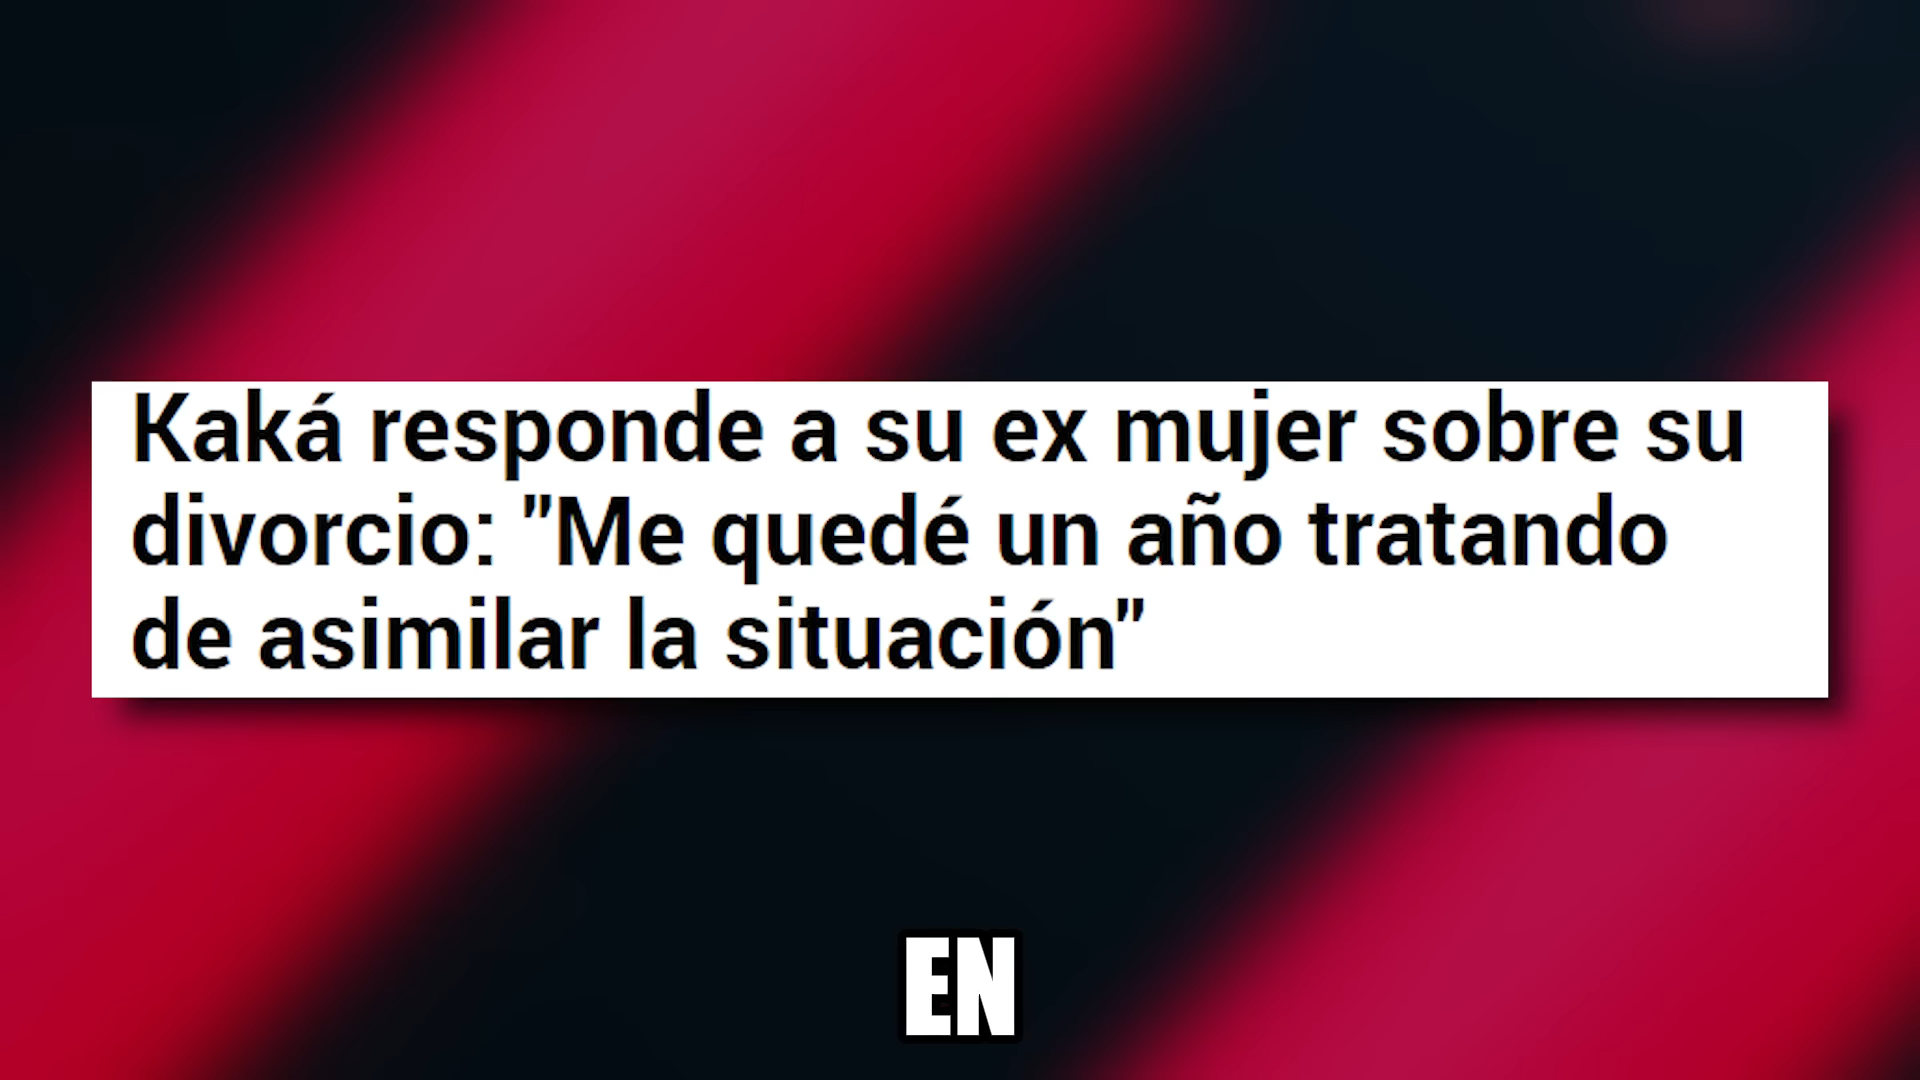 Kaká responde a su ex mujer sobre su
divorcio: "Me quedé un año tratando
de asimilar la situación"
EN